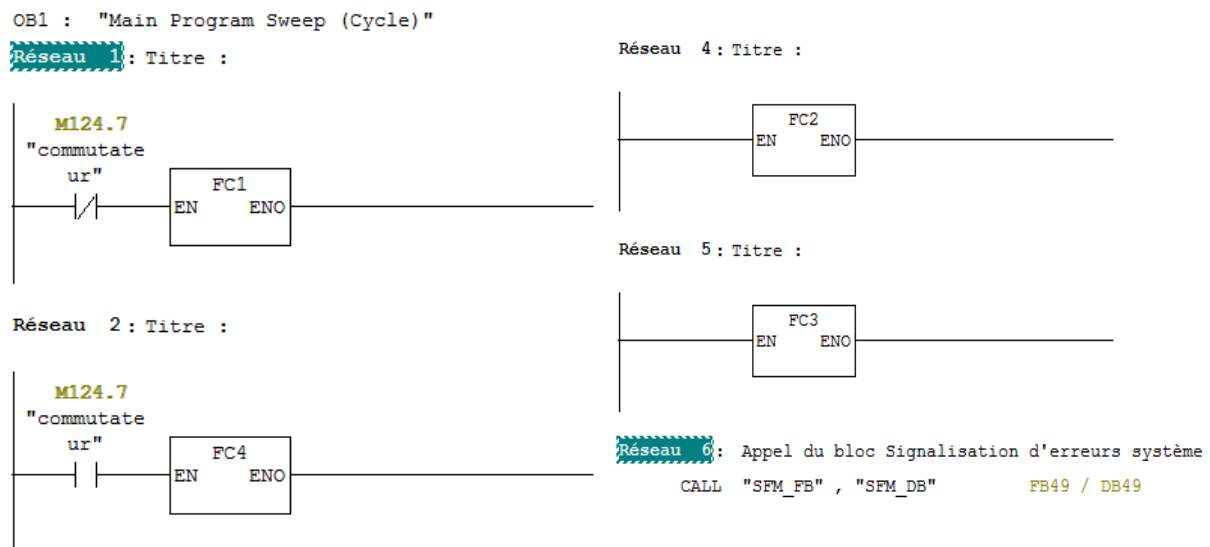 OB1 : "Main Program Sweep (Cycle)"
Réseau 1: Titre :
M124.7
"commutate
ur"
FC1
EN ENO
Réseau 2: Titre :
M124.7
"commutate
ur"
FC4
EN ENO
Réseau 4: Titre :
FC2
EN ENO
Réseau 5: Titre :
FC3
EN ENO
Réseau 6: Appel du bloc Signalisation d'erreurs système
CALL "SFM_FB" , "SFM_DB" FB49 / DB49